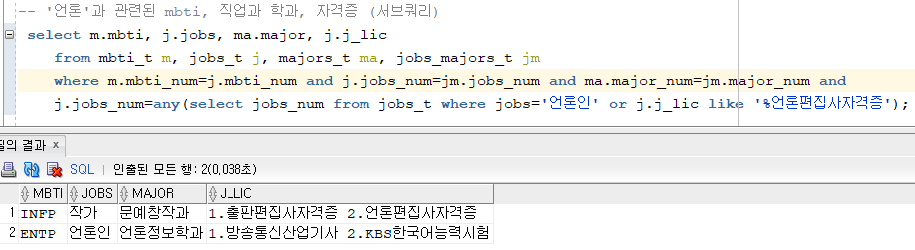 -- '언론'과 관련된 mbti, 직업과 학과, 자격증 (서브쿼리)
select m.mbti, j.jobs, ma.major, j.j_lic
from mbti_t m, jobs_t j, majors_t ma, jobs_majors_t jm
where m.mbti_num=j.mbti_num and j.jobs_num=jm.jobs_num and ma.major_num=jm.major_num and
j.jobs_num=any(select jobs_num from jobs_t where jobs='언론인' or j.j_lic like '%언론편집사자격증');
질의 결과 x
SQL | 인출된 모든 행: 2(0,038초)
MBTI JOBS MAJOR J_LIC
1 INFP 작가 문예창작과 1.출판편집사자격증 2.언론편집사자격증
2 ENTP 언론인 언론정보학과 1.방송통신산업기사 2.KBS한국어능력시험